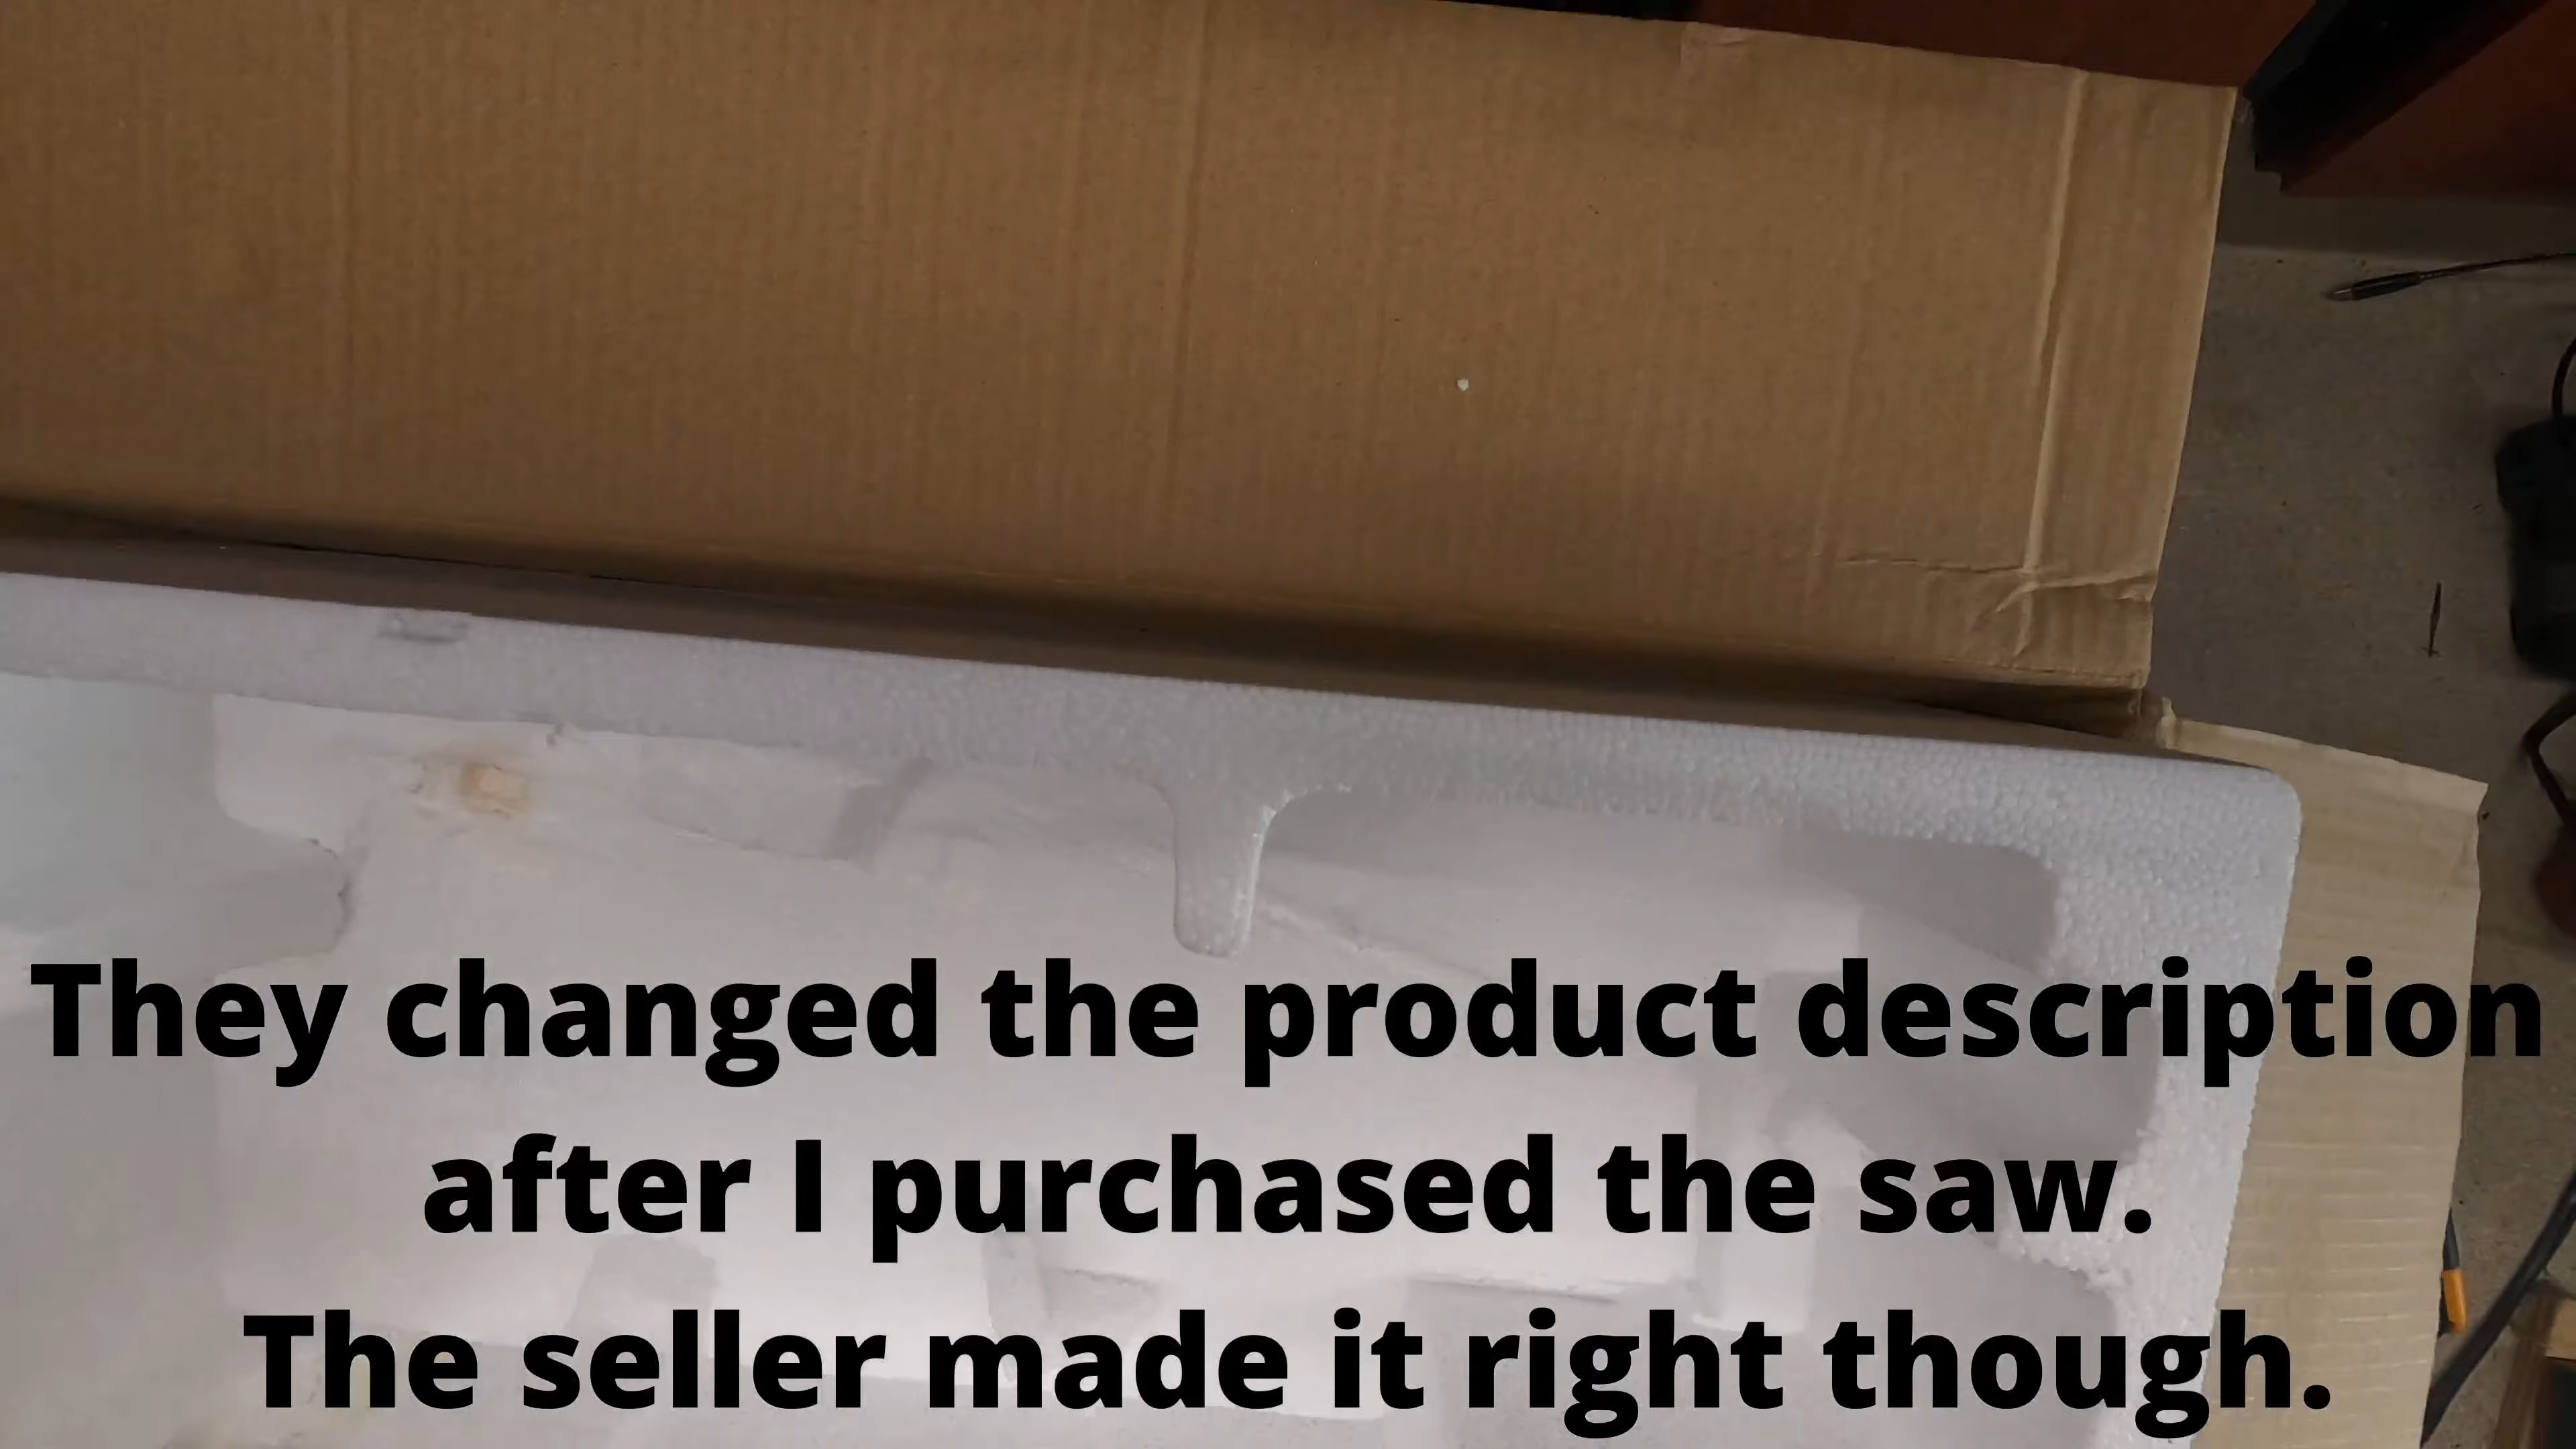 They changed the product description
after I purchased the saw.
The seller made it right though.